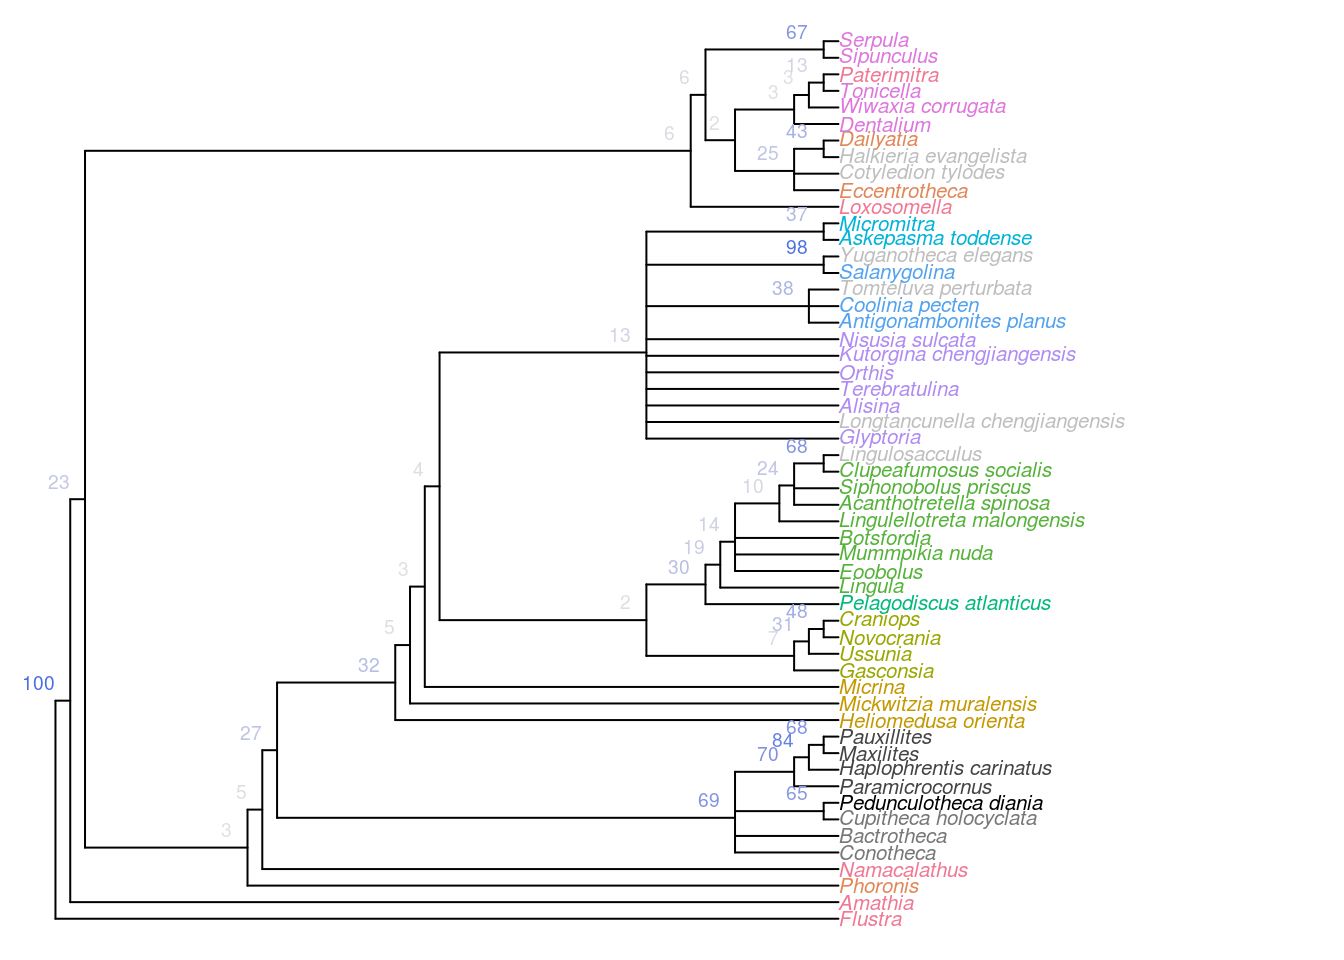 67
Serpula
Sipunculus
13
6
3
Paterimitra
3
Tonicella
Wiwaxia corrugata
2
Dentalium
6
43
Dailyatia
25
Halkieria evangelista
Cotyledion tylodes
Eccentrotheca
Loxosomella
37
Micromitra
Askepasma toddense
98
Yuganotheca elegans
Salanygolina
38
Tomteluva perturbata
Coolinia pecten
Antigonambonites planus
13
Nisusia sulcata
Kutorgina chengjiangensis
Orthis
Terebratulina
Alisina
Longtancunella chengjiangensis
Glyptoria
68
Lingulosacculus
4
24
Clupeafumosus socialis
23
10
Siphonobolus priscus
Acanthotretella spinosa
Lingulellotreta malongensis
14
Botsfordia
19
Mummpikia nuda
3
30
Eoobolus
Lingula
2
Pelagodiscus atlanticus
48
Craniops
5
31
7
Novocrania
Ussunia
32
Gasconsia
100
Micrina
Mickwitzia muralensis
Heliomedusa orienta
27
68
Pauxillites
84
70
Maxilites
Haplophrentis carinatus
Paramicrocornus
5
69
65
Pedunculotheca diania
Cupitheca holocyclata
3
Bactrotheca
Conotheca
Namacalathus
Phoronis
Amathia
Flustra